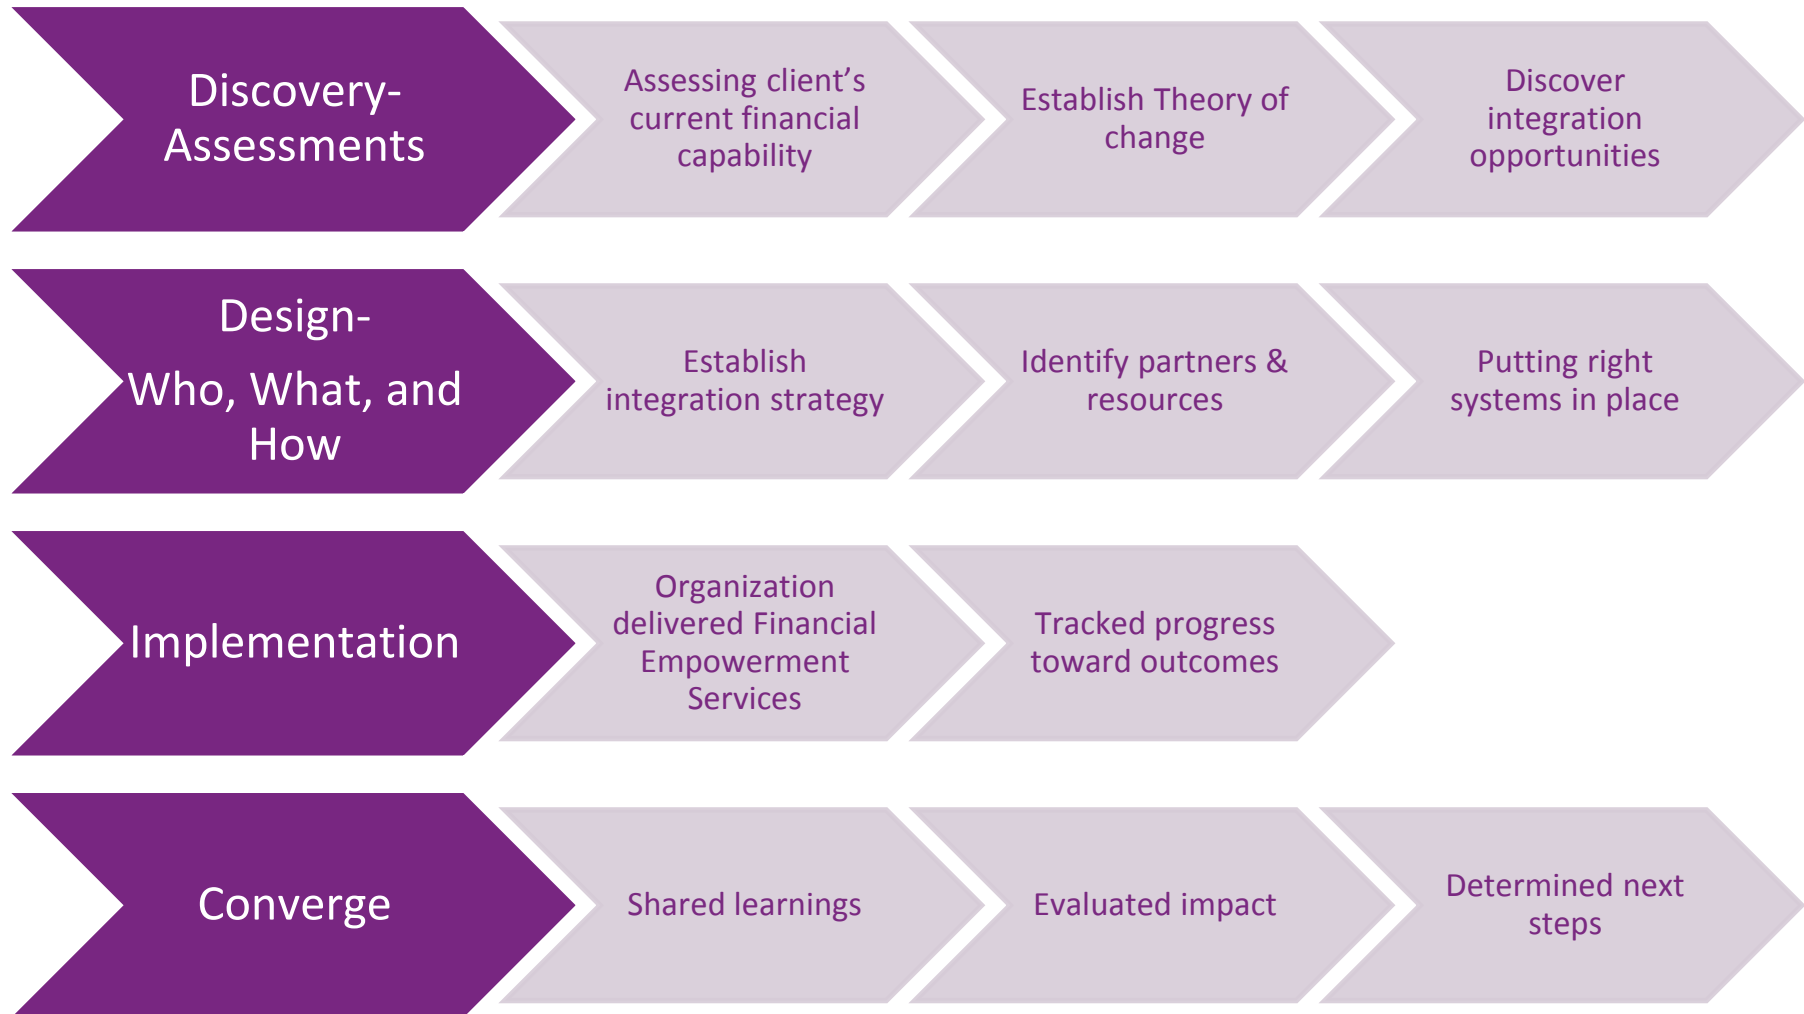 Discovery-
Assessments
Assessing client’s
current financial
capability
Establish Theory of
change
Discover
integration
opportunities
Design-
Who, What, and
How
Establish
integration strategy
Identify partners &
resources
Putting right
systems in place
Implementation
Organization
delivered Financial
Empowerment
Services
Tracked progress
toward outcomes
Converge
Shared learnings
Evaluated impact
Determined next
steps